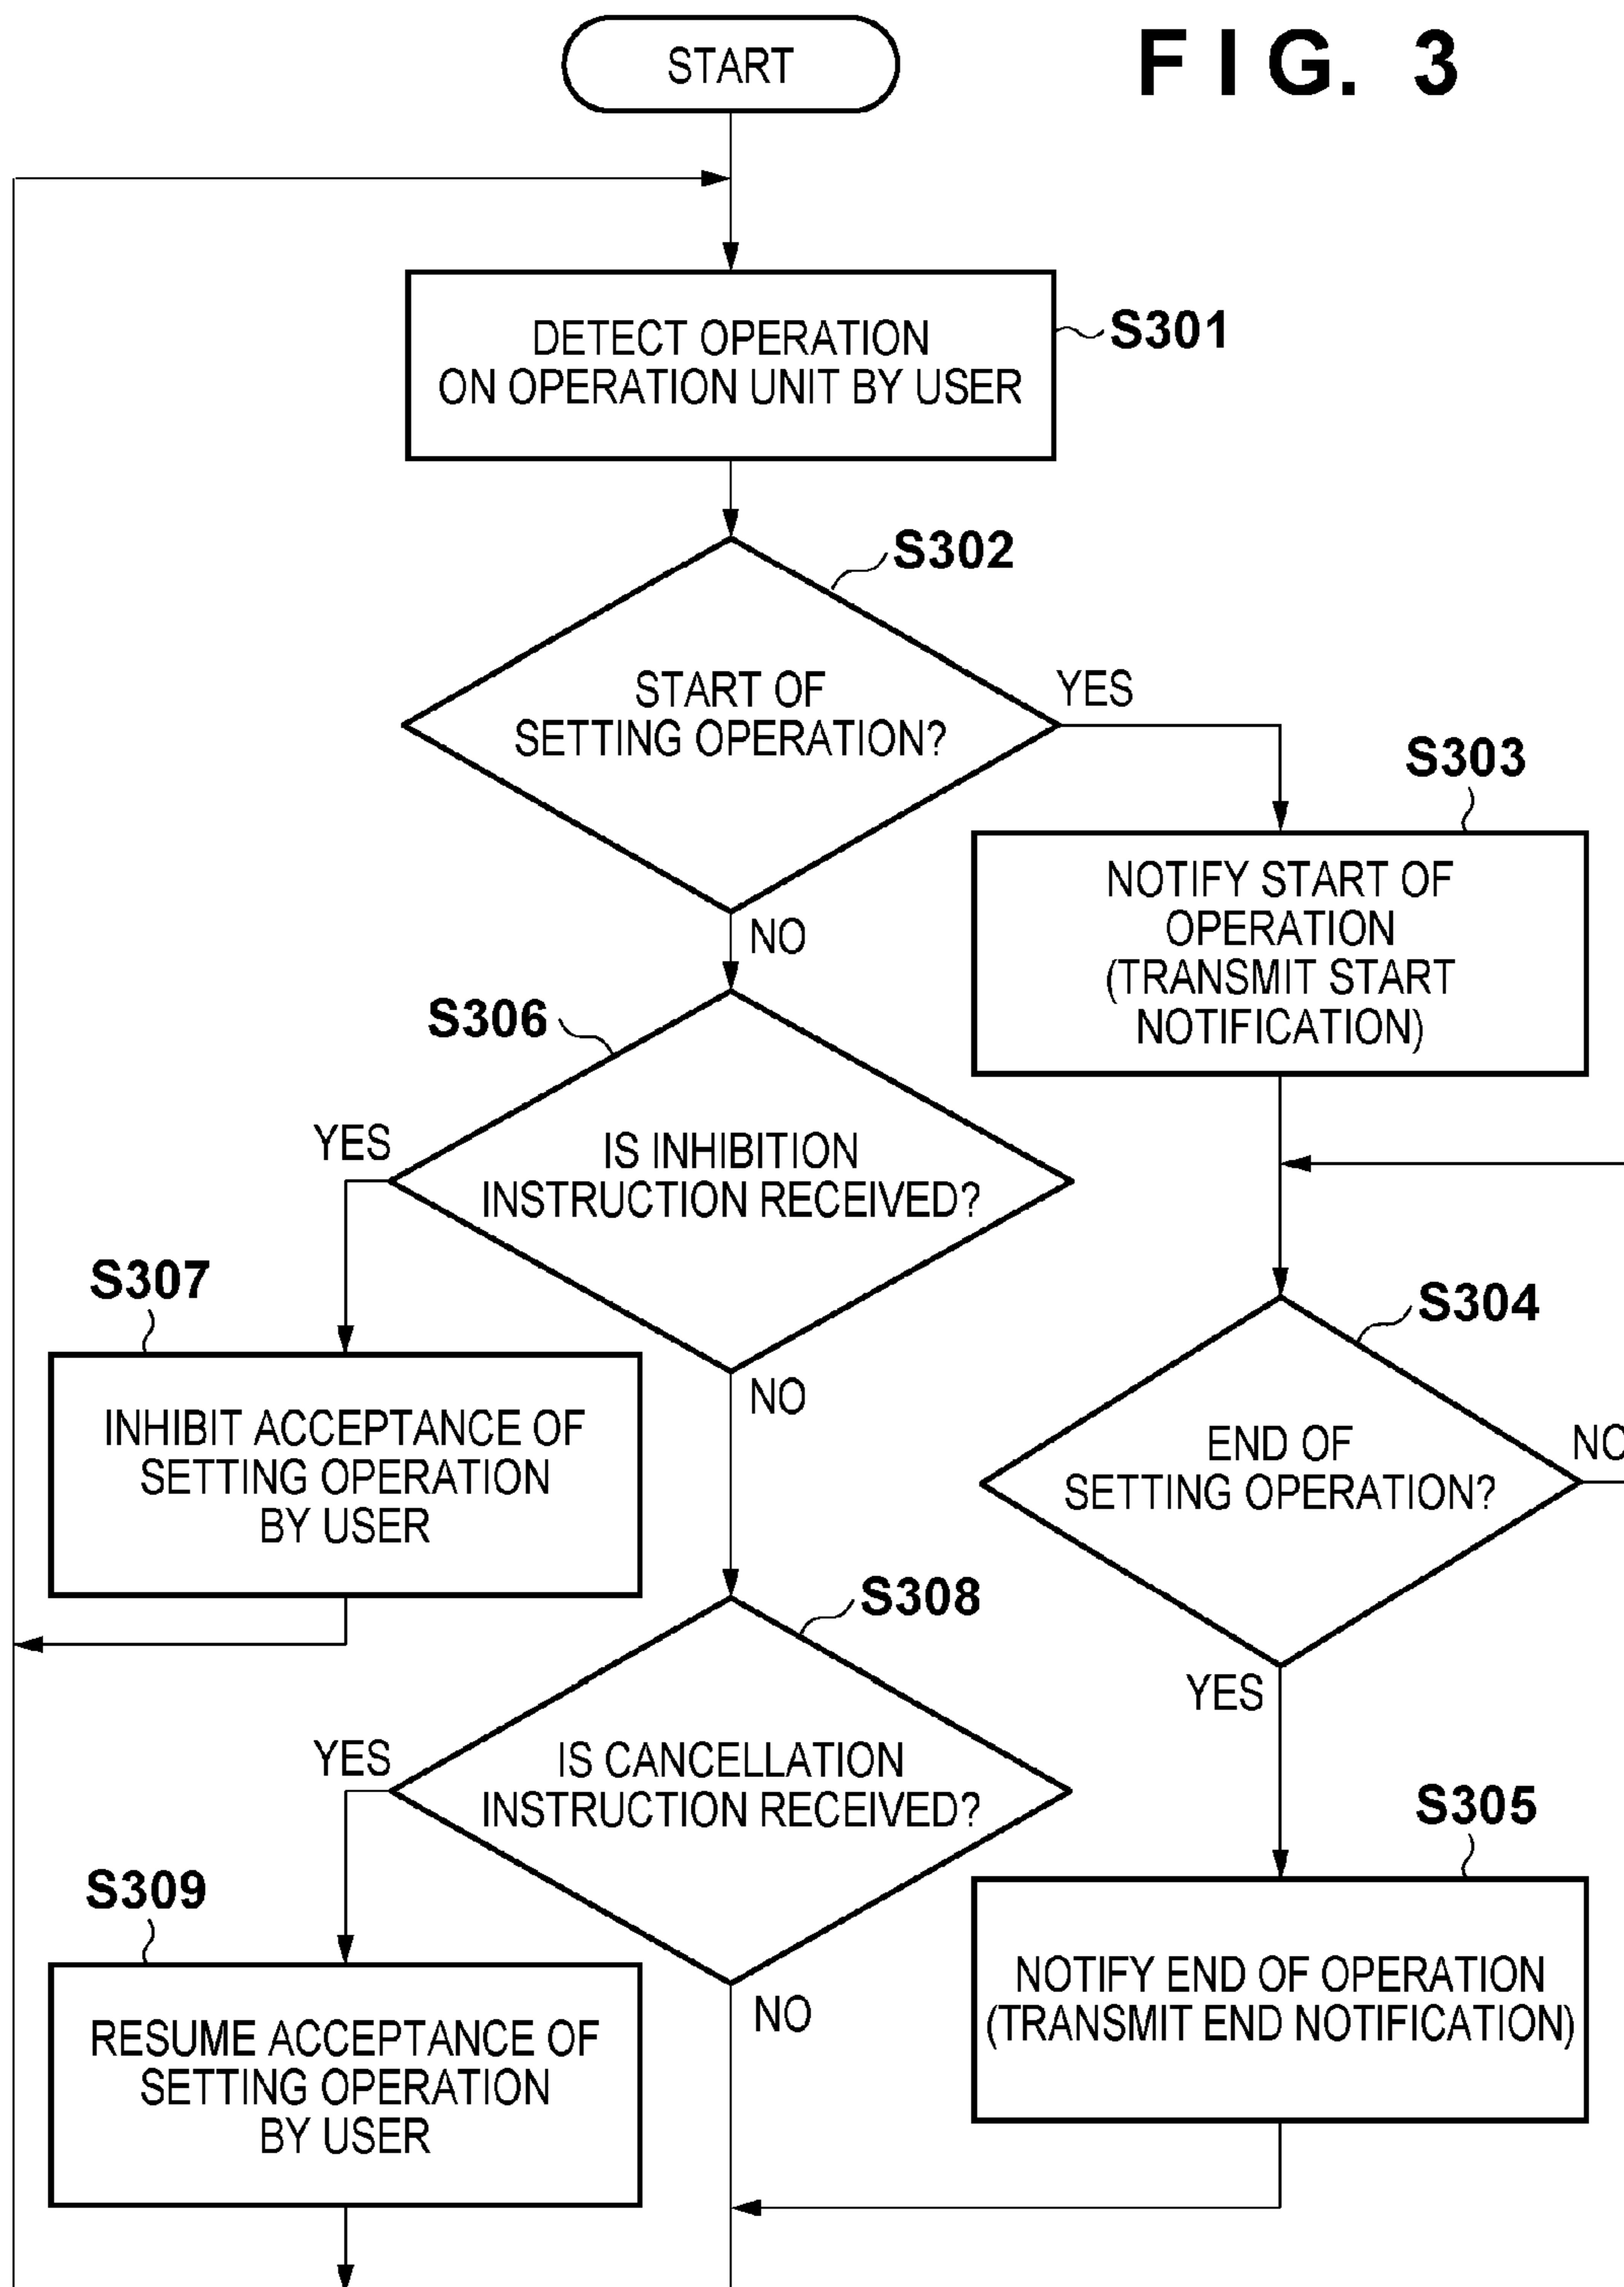 START
F I G. 3
DETECT OPERATION
ON OPERATION UNIT BY USER
S301
S302
START OF
SETTING OPERATION?
YES
NO
S303
NOTIFY START OF
OPERATION
(TRANSMIT START
NOTIFICATION)
S306
IS INHIBITION
INSTRUCTION RECEIVED?
YES
NO
S307
INHIBIT ACCEPTANCE OF
SETTING OPERATION
BY USER
S304
END OF
SETTING OPERATION?
NO
YES
S308
IS CANCELLATION
INSTRUCTION RECEIVED?
YES
NO
S309
RESUME ACCEPTANCE OF
SETTING OPERATION
BY USER
S305
NOTIFY END OF OPERATION
(TRANSMIT END NOTIFICATION)